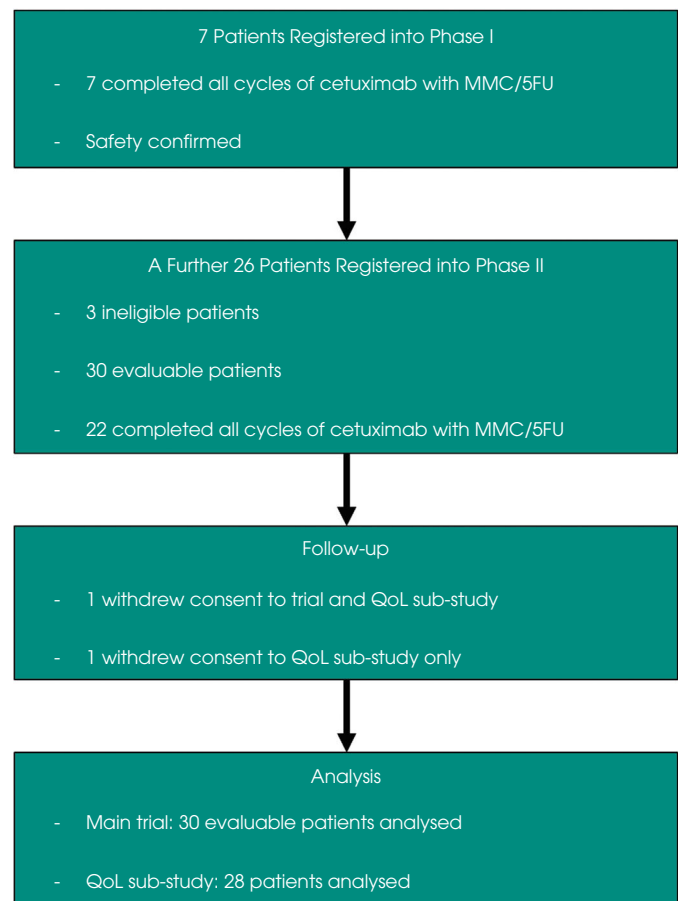 7 Patients Registered into Phase I
- 7 completed all cycles of cetuximab with MMC/5FU
- Safety confirmed
A Further 26 Patients Registered into Phase II
- 3 ineligible patients
- 30 evaluable patients
- 22 completed all cycles of cetuximab with MMC/5FU
Follow-up
- 1 withdrew consent to trial and QoL sub-study
- 1 withdrew consent to QoL sub-study only
Analysis
- Main trial: 30 evaluable patients analysed
- QoL sub-study: 28 patients analysed